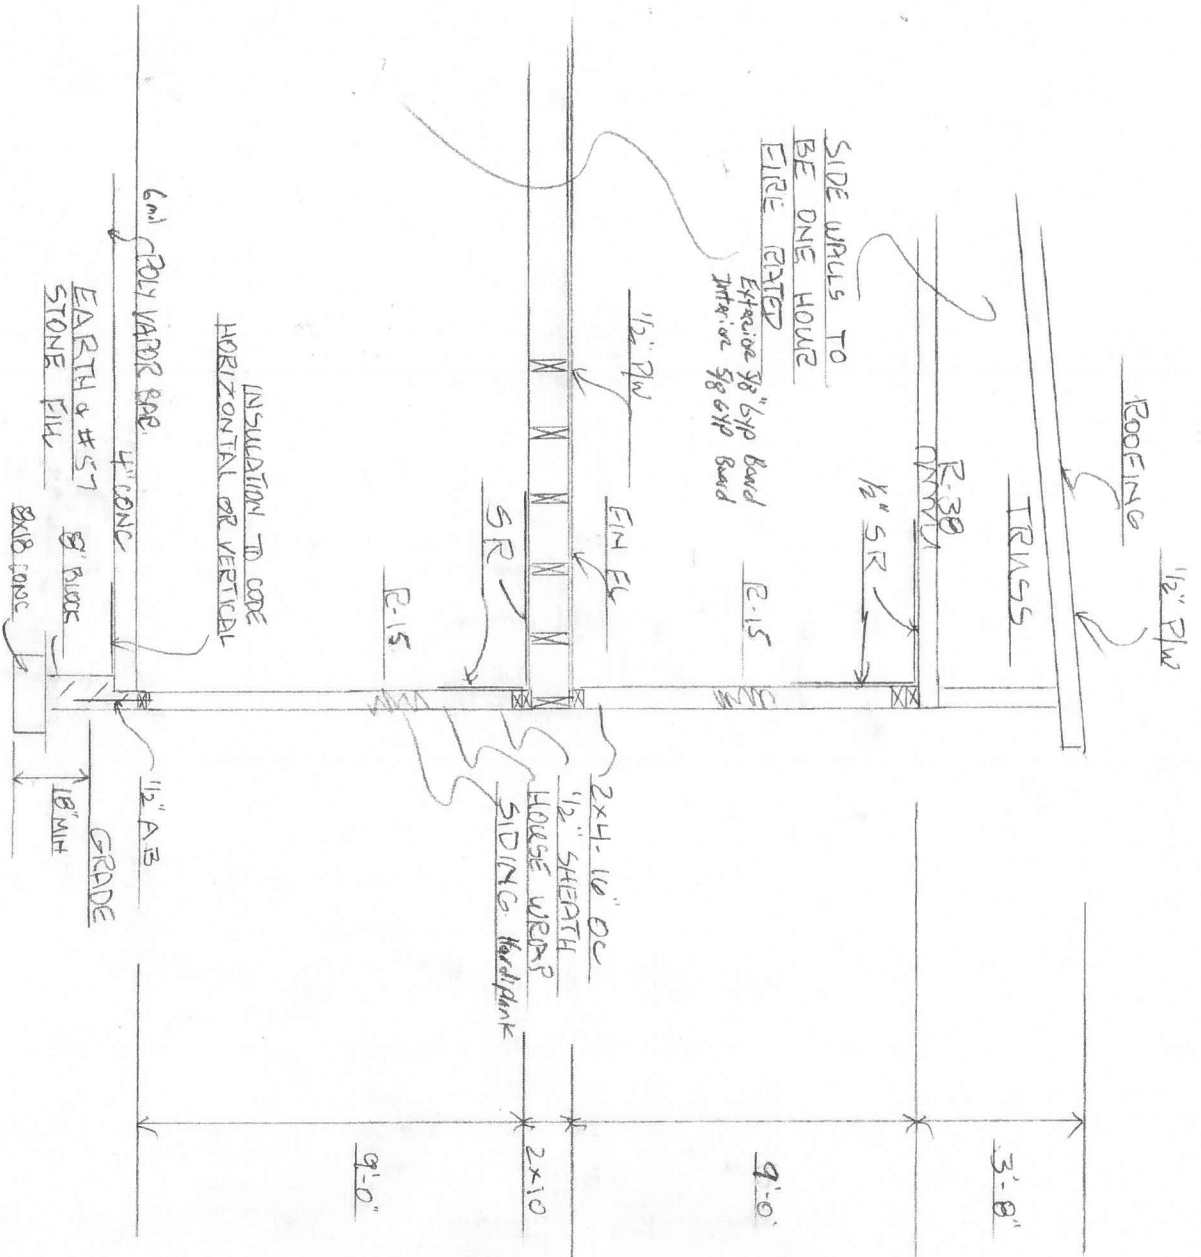 ROOFING
1/2" P/W
TRUSS
R-38
1/2" SR
SIDE WALLS TO
BE ONE HOUR
FIRE RATED
Exterior 5/8" Gyp Board
Interior 5/8 GYP Board
R-15
1/2" P/W
FIN FL
2x4-16" OC
1/2" SHEATH
HOUSE WRAP
SIDING Hardiplank
SR
R-15
INSULATION TO CODE
HORIZONTAL OR VERTICAL
6mil POLY VAPOR BAR.
4" CONC
EARTH & #57
STONE FILL
8" BLOCK
8x18 CONC
1/2" A.B
GRADE
18" MIN
3'-8"
9'-0"
2x10
9'-0"